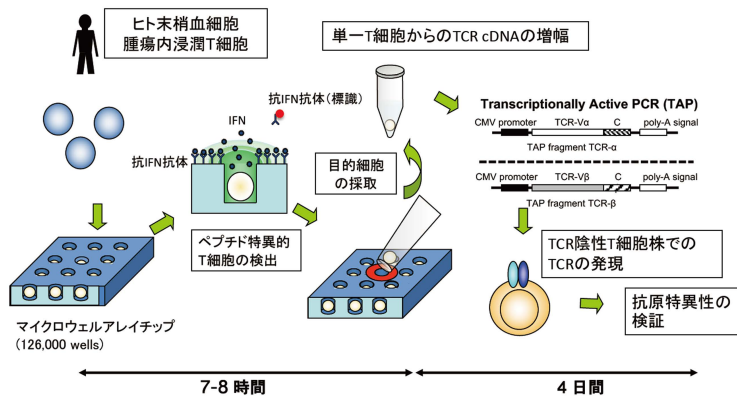 ヒト末梢血細胞
腫瘍内浸潤T細胞
単一T細胞からのTCR cDNAの増幅
抗IFN抗体(標識)
IFN
抗IFN抗体
目的細胞
の採取
ペプチド特異的
T細胞の検出
マイクロウェルアレイチップ
(126,000 wells)
Transcriptionally Active PCR (TAP)
CMV promoter
TCR-Vα
C
poly-A signal
TAP fragment TCR-α
CMV promoter
TCR-Vβ
C
poly-A signal
TAP fragment TCR-β
TCR陰性T細胞株での
TCRの発現
抗原特異性の
検証
7-8 時間
4 日間